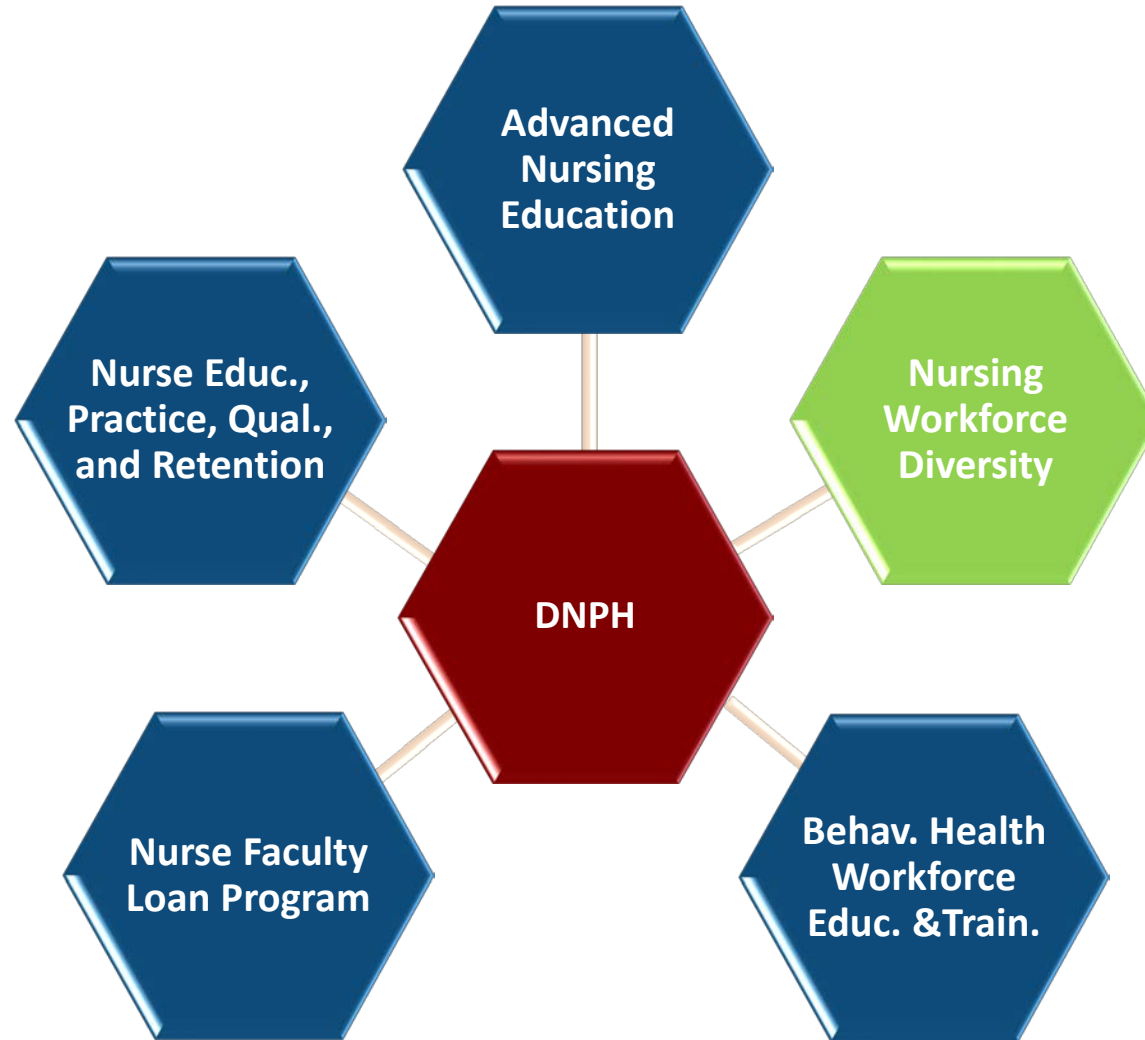 Advanced
Nursing
Education
Nurse Educ.,
Practice, Qual.,
and Retention
Nursing
Workforce
Diversity
DNPH
Nurse Faculty
Loan Program
Behav. Health
Workforce
Educ. &Train.